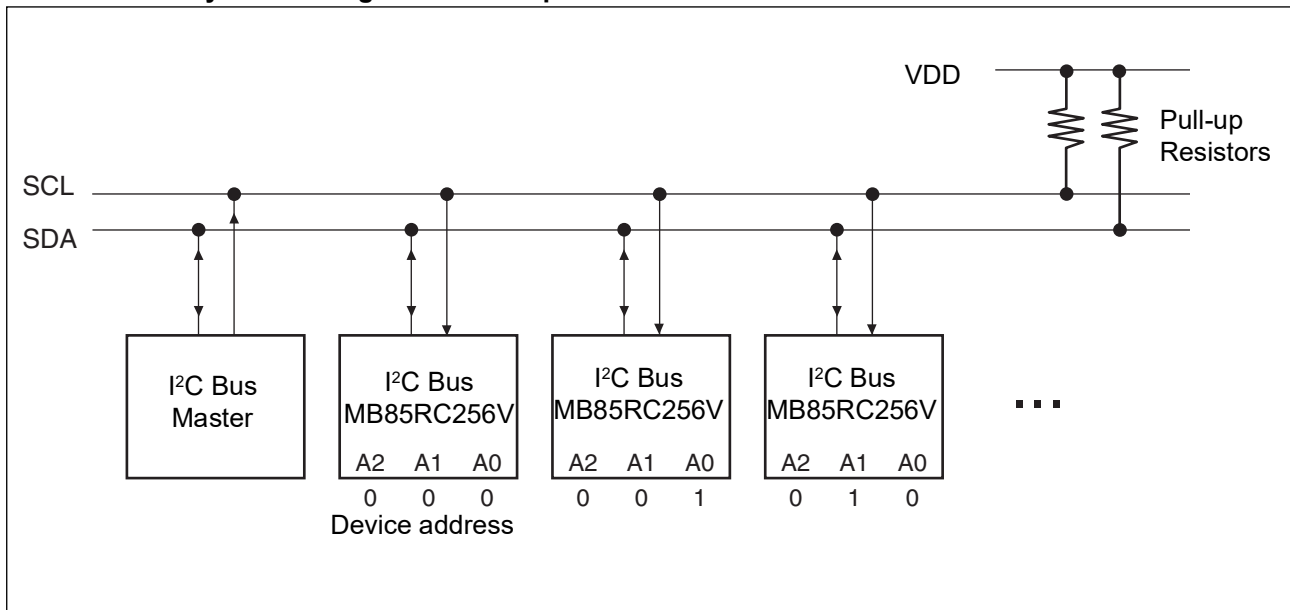 VDD
Pull-up
Resistors
SCL
SDA
I²C Bus
Master
I²C Bus
MB85RC256V
A2 A1 A0
0 0 0
Device address
I²C Bus
MB85RC256V
A2 A1 A0
0 0 1
I²C Bus
MB85RC256V
A2 A1 A0
0 1 0
...